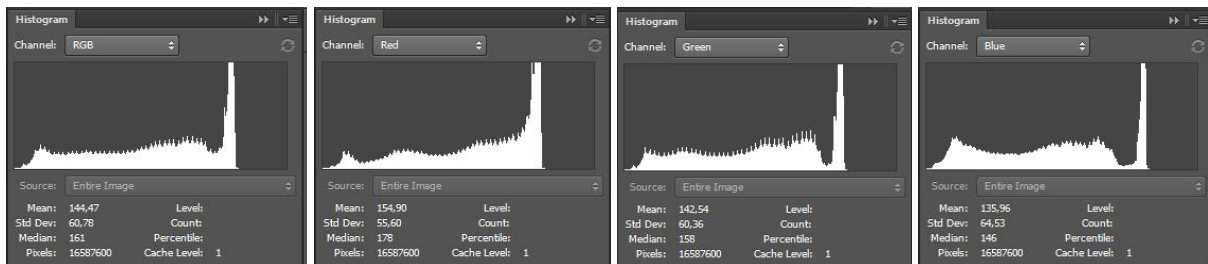 Histogram
Channel: RGB
Source: Entire Image
Mean: 144,47 Level:
Std Dev: 60,78 Count:
Median: 161 Percentile:
Pixels: 16587600 Cache Level: 1
Histogram
Channel: Red
Source: Entire Image
Mean: 154,90 Level:
Std Dev: 55,60 Count:
Median: 178 Percentile:
Pixels: 16587600 Cache Level: 1
Histogram
Channel: Green
Source: Entire Image
Mean: 142,54 Level:
Std Dev: 60,36 Count:
Median: 158 Percentile:
Pixels: 16587600 Cache Level: 1
Histogram
Channel: Blue
Source: Entire Image
Mean: 135,96 Level:
Std Dev: 64,53 Count:
Median: 146 Percentile:
Pixels: 16587600 Cache Level: 1